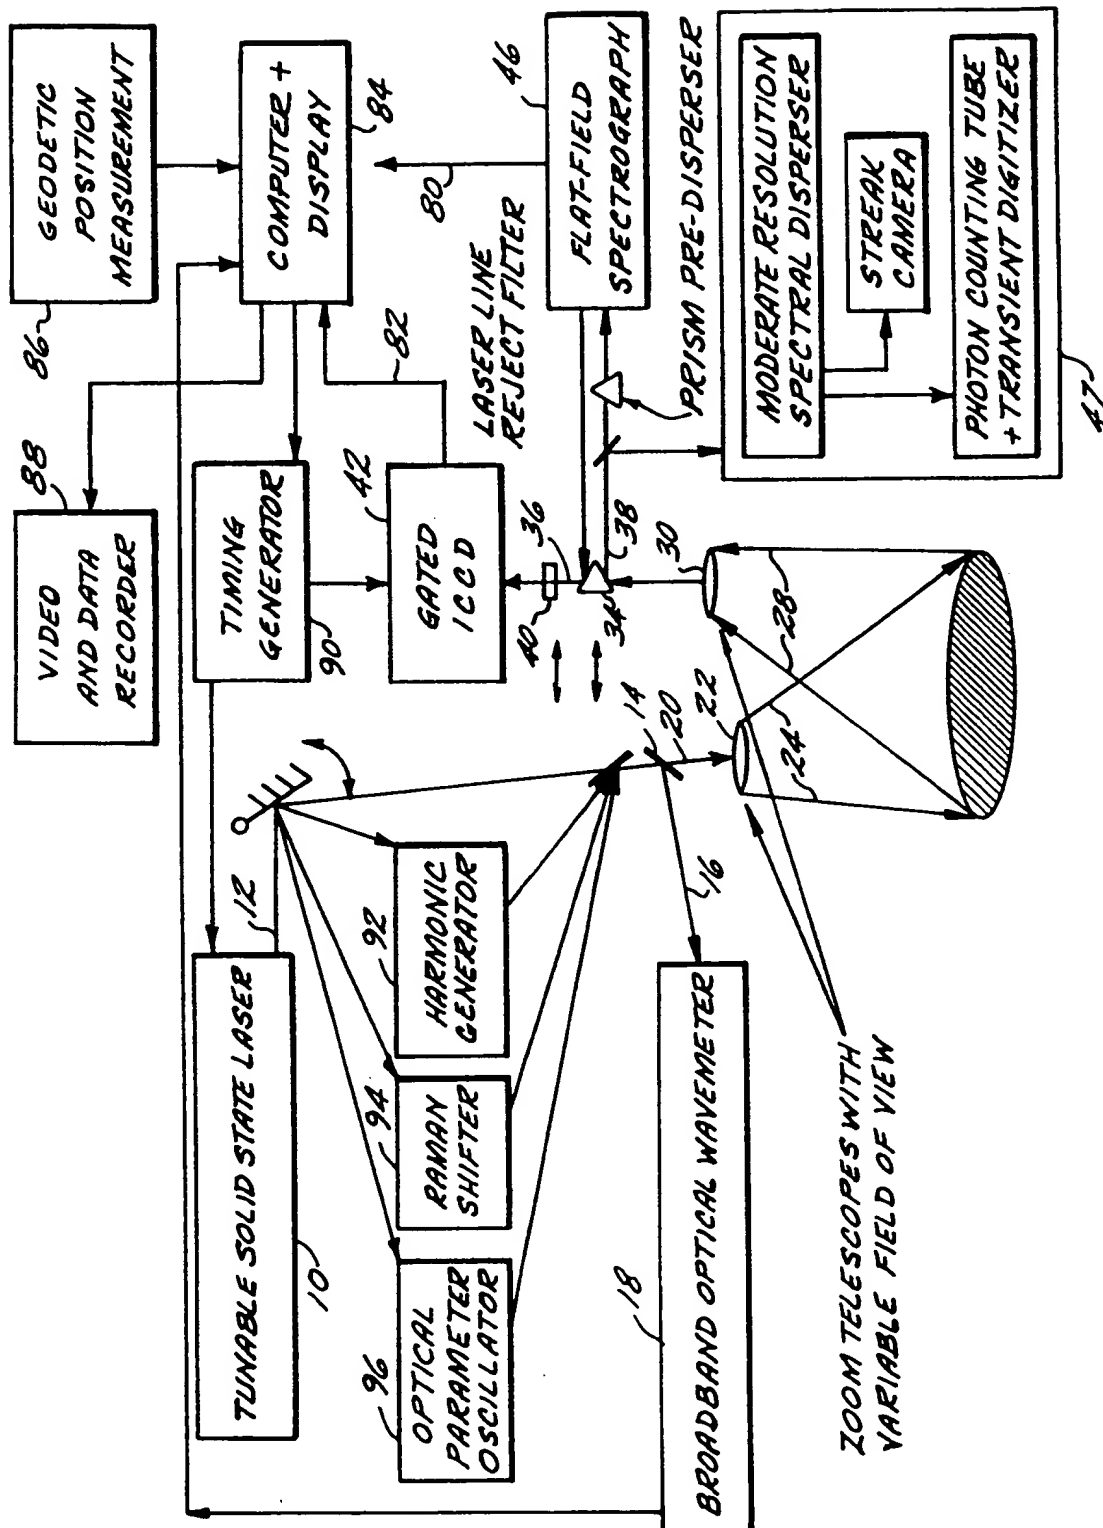 GEODETIC
POSITION
MEASUREMENT
86
COMPUTER +
DISPLAY
84
80
46
FLAT-FIELD
SPECTROGRAPH
LASER LINE
REJECT FILTER
PRISM PRE-DISPERSER
MODERATE RESOLUTION
SPECTRAL DISPERSER
STREAK
CAMERA
PHOTON COUNTING TUBE
+ TRANSIENT DIGITIZER
47
88
VIDEO
AND DATA
RECORDER
TIMING
GENERATOR
90
82
42
GATED
ICCD
40
36
34
38
30
28
TUNABLE SOLID STATE LASER
10
12
92
HARMONIC
GENERATOR
94
RAMAN
SHIFTER
96
OPTICAL
PARAMETER
OSCILLATOR
14
20
22
24
16
18
BROADBAND OPTICAL WAVEMETER
ZOOM TELESCOPES WITH
VARIABLE FIELD OF VIEW